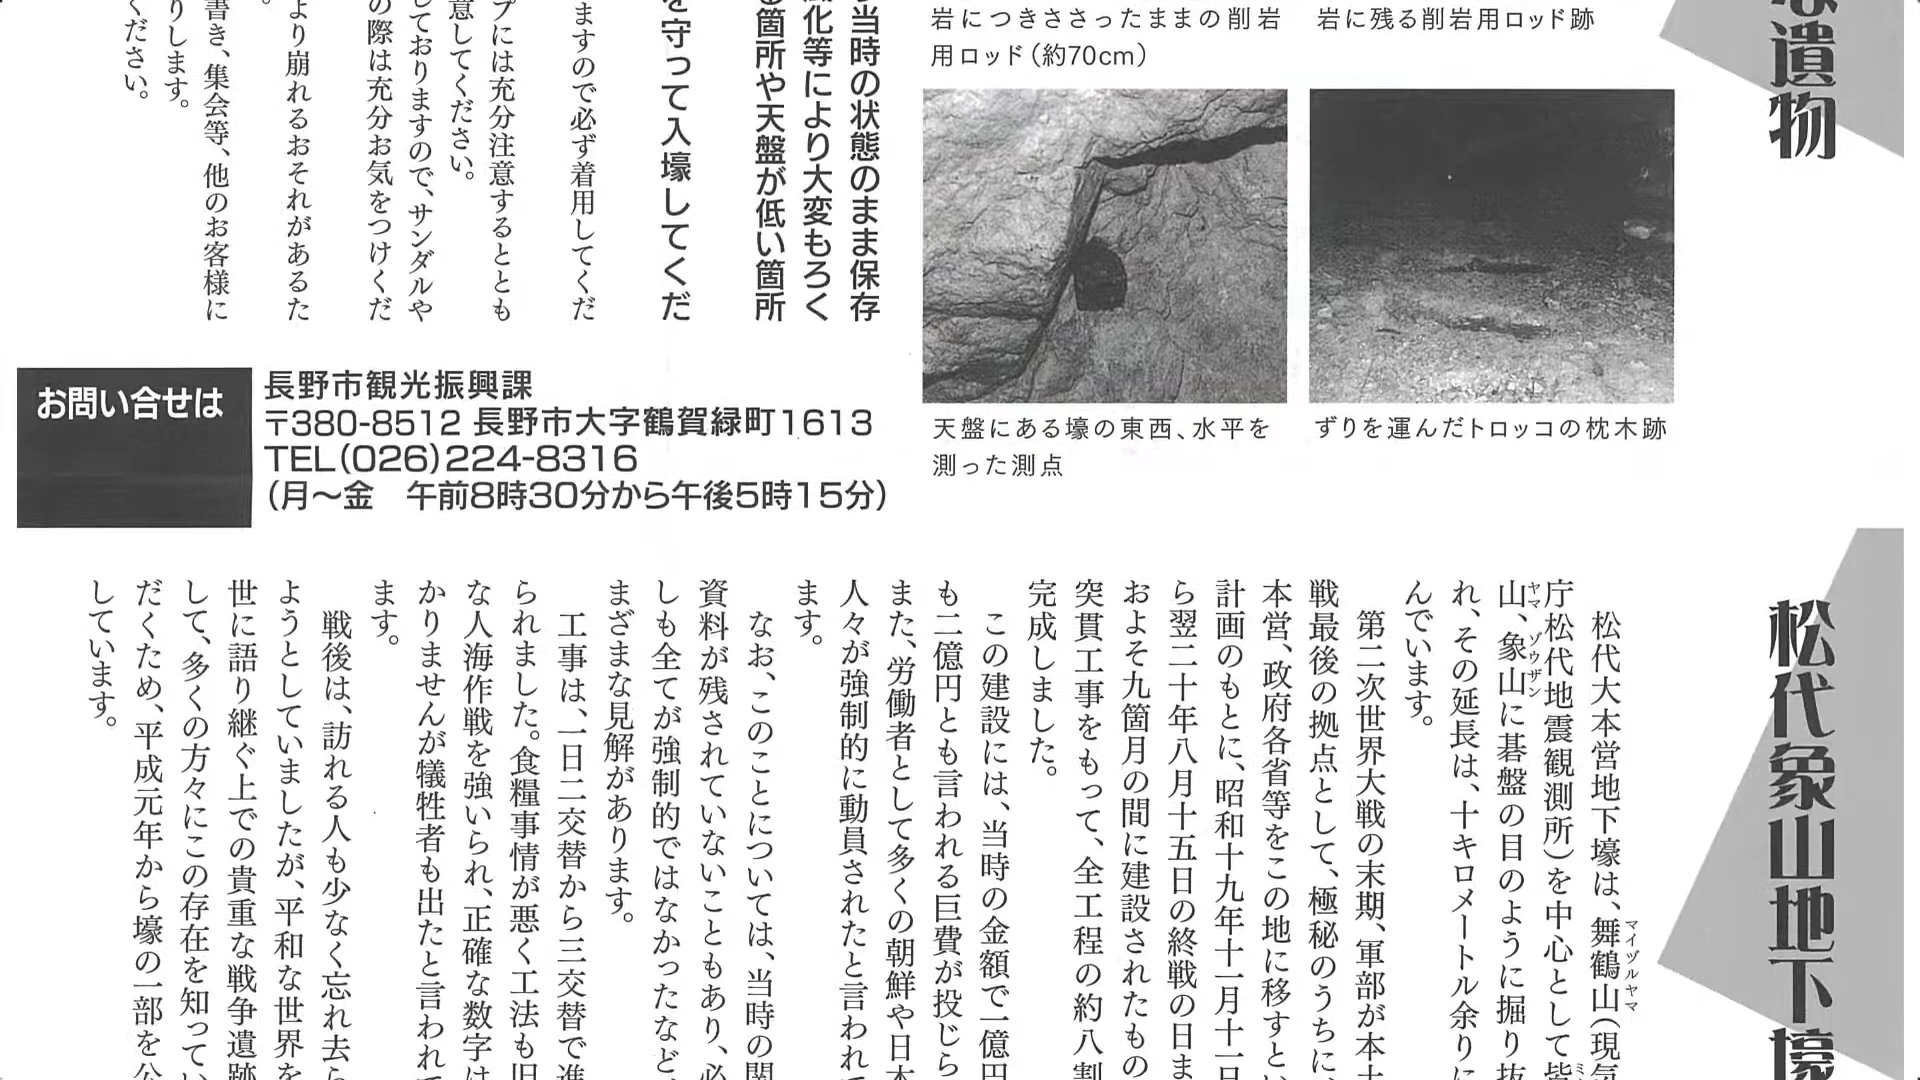 な遺物
岩に残る削岩用ロッド跡
岩につきささったままの削岩
用ロッド（約70cm）
ずりを運んだトロッコの枕木跡
天盤にある壕の東西、水平を
測った測点
当時の状態のまま保存
化等により大変もろく
る箇所や天盤が低い箇所
を守って入壕してくだ
ますので必ず着用してくだ
プには充分注意するととも
意してください。
しておりますので、サンダルや
の際は充分お気をつけくだ
より崩れるおそれがあるた
。
書き、集会等、他のお客様に
りします。
ください。
お問い合せは
長野市観光振興課
〒380-8512 長野市大字鶴賀緑町1613
TEL（026）224-8316
（月〜金　午前8時30分から午後5時15分）
松代象山地下壕
松代大本営地下壕は、舞鶴山（現気
マイヅルヤマ
庁松代地震観測所）を中心として皆
山、象山に碁盤の目のように掘り抜
ヤマ ゾウザン
れ、その延長は、十キロメートル余りに
んでいます。
第二次世界大戦の末期、軍部が本土
戦最後の拠点として、極秘のうちに、
本営、政府各省等をこの地に移すとい
計画のもとに、昭和十九年十一月十一日
ら翌二十年八月十五日の終戦の日ま
およそ九箇月の間に建設されたもの
突貫工事をもって、全工程の約八割
完成しました。
この建設には、当時の金額で一億円
も二億円とも言われる巨費が投じら
また、労働者として多くの朝鮮や日本
人々が強制的に動員されたと言われて
ます。
なお、このことについては、当時の関
資料が残されていないこともあり、必
しも全てが強制的ではなかったなど、
まざまな見解があります。
工事は、一日二交替から三交替で進
られました。食糧事情が悪く工法も旧
な人海作戦を強いられ、正確な数字は
かりませんが犠牲者も出たと言われて
ます。
戦後は、訪れる人も少なく忘れ去ら
ようとしていましたが、平和な世界を
世に語り継ぐ上での貴重な戦争遺跡
して、多くの方々にこの存在を知ってい
だくため、平成元年から壕の一部を公
しています。